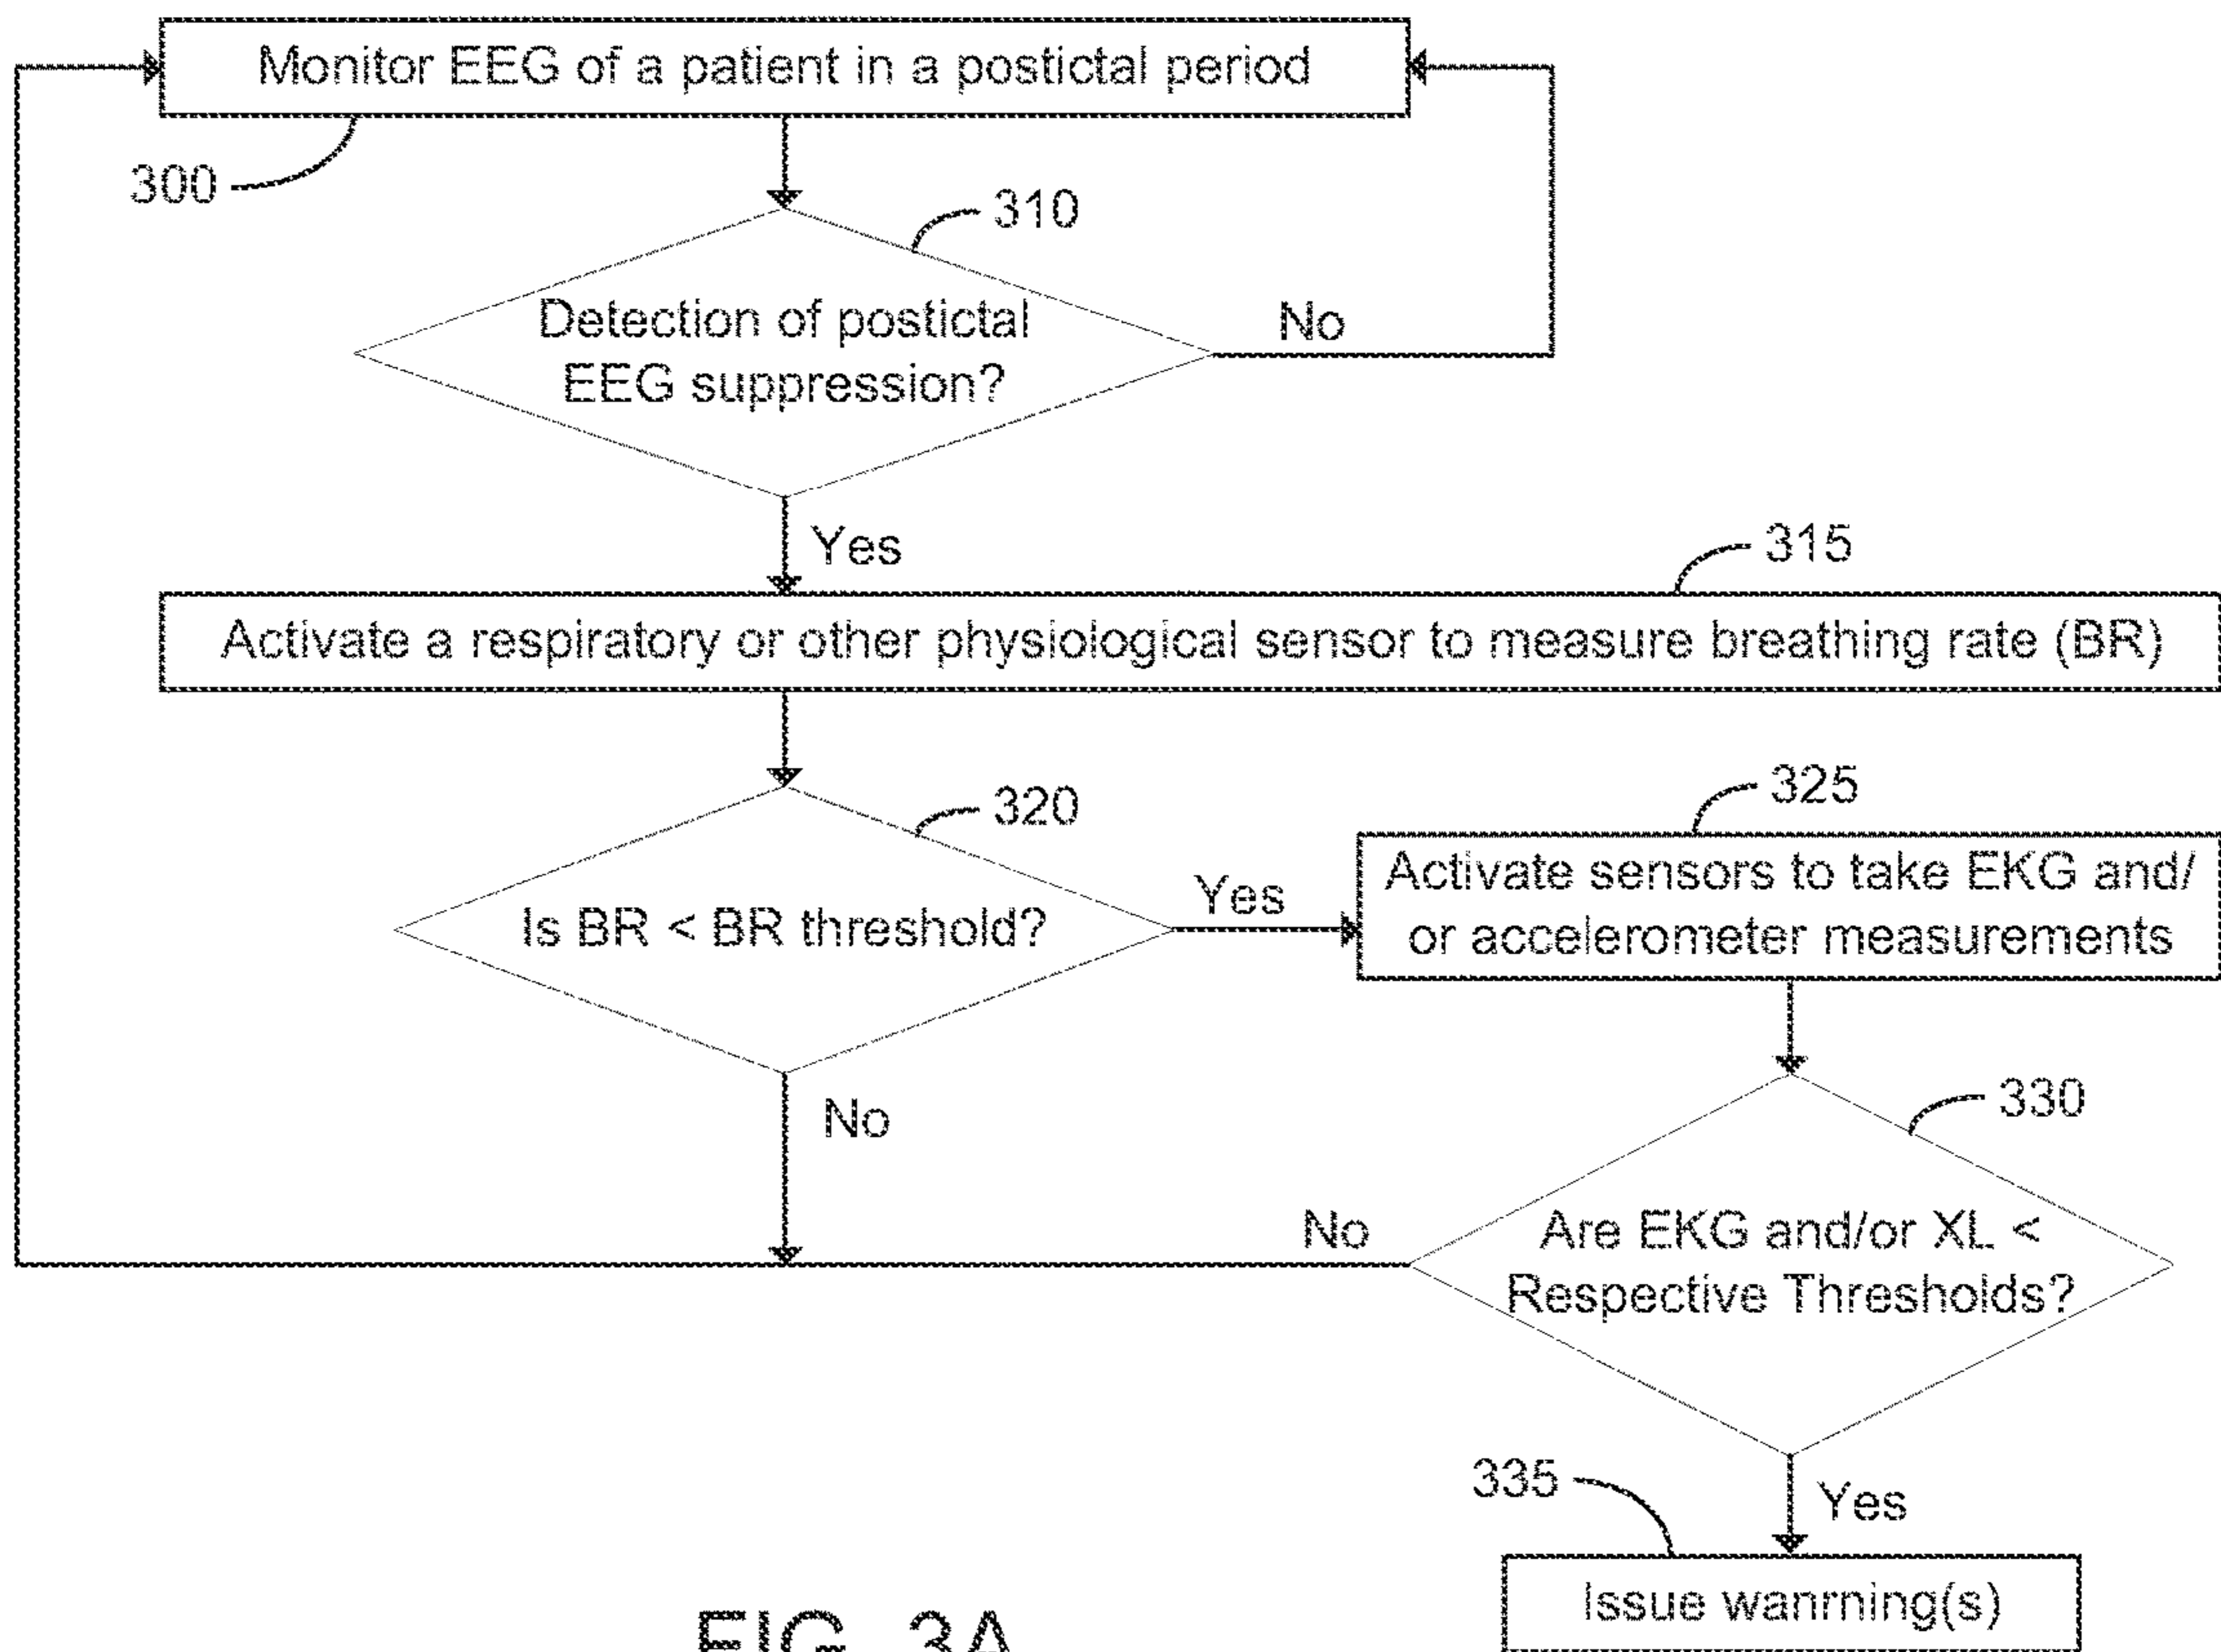 Monitor EEG of a patient in a postictal period
300
310
Detection of postictal
EEG suppression?
No
Yes
315
Activate a respiratory or other physiological sensor to measure breathing rate (BR)
320
Is BR < BR threshold?
Yes
325
Activate sensors to take EKG and/
or accelerometer measurements
No
330
No
Are EKG and/or XL <
Respective Thresholds?
335
Yes
Issue wanrning(s)
FIG. 3A